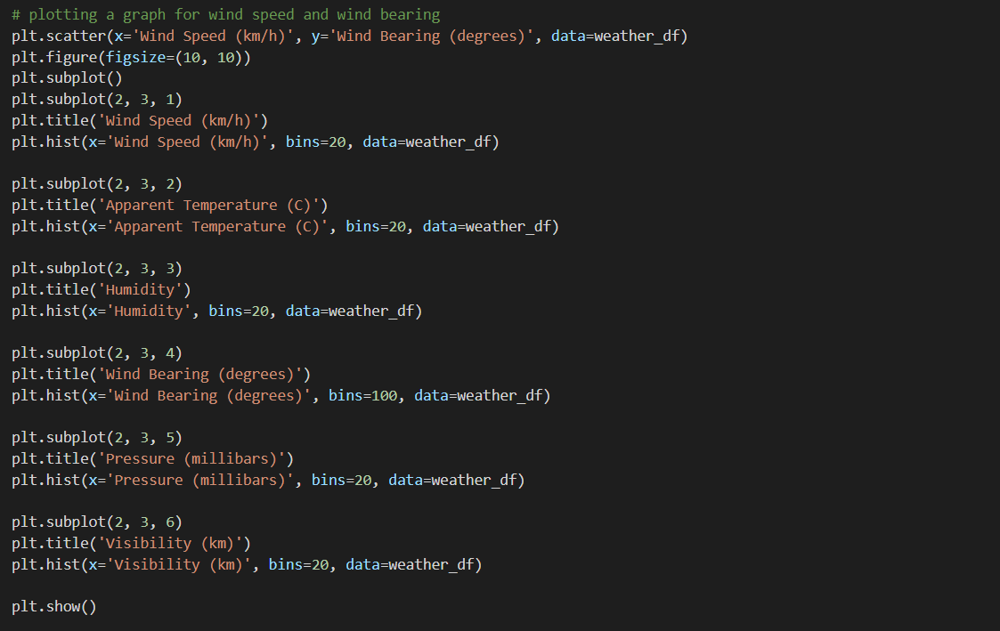 # plotting a graph for wind speed and wind bearing
plt.scatter(x='Wind Speed (km/h)', y='Wind Bearing (degrees)', data=weather_df)
plt.figure(figsize=(10, 10))
plt.subplot()
plt.subplot(2, 3, 1)
plt.title('Wind Speed (km/h)')
plt.hist(x='Wind Speed (km/h)', bins=20, data=weather_df)

plt.subplot(2, 3, 2)
plt.title('Apparent Temperature (C)')
plt.hist(x='Apparent Temperature (C)', bins=20, data=weather_df)

plt.subplot(2, 3, 3)
plt.title('Humidity')
plt.hist(x='Humidity', bins=20, data=weather_df)

plt.subplot(2, 3, 4)
plt.title('Wind Bearing (degrees)')
plt.hist(x='Wind Bearing (degrees)', bins=100, data=weather_df)

plt.subplot(2, 3, 5)
plt.title('Pressure (millibars)')
plt.hist(x='Pressure (millibars)', bins=20, data=weather_df)

plt.subplot(2, 3, 6)
plt.title('Visibility (km)')
plt.hist(x='Visibility (km)', bins=20, data=weather_df)

plt.show()